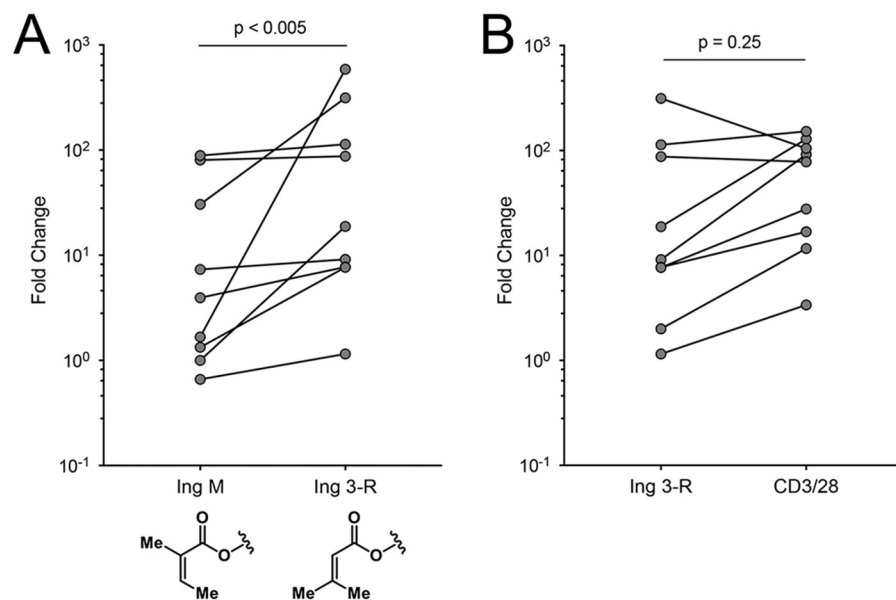 A
p < 0.005
Fold Change
10³
10²
10¹
10⁰
10⁻¹
Ing M
Ing 3-R
Me
O
O
Me
O
O
Me
Me
B
p = 0.25
Fold Change
10³
10²
10¹
10⁰
10⁻¹
Ing 3-R
CD3/28